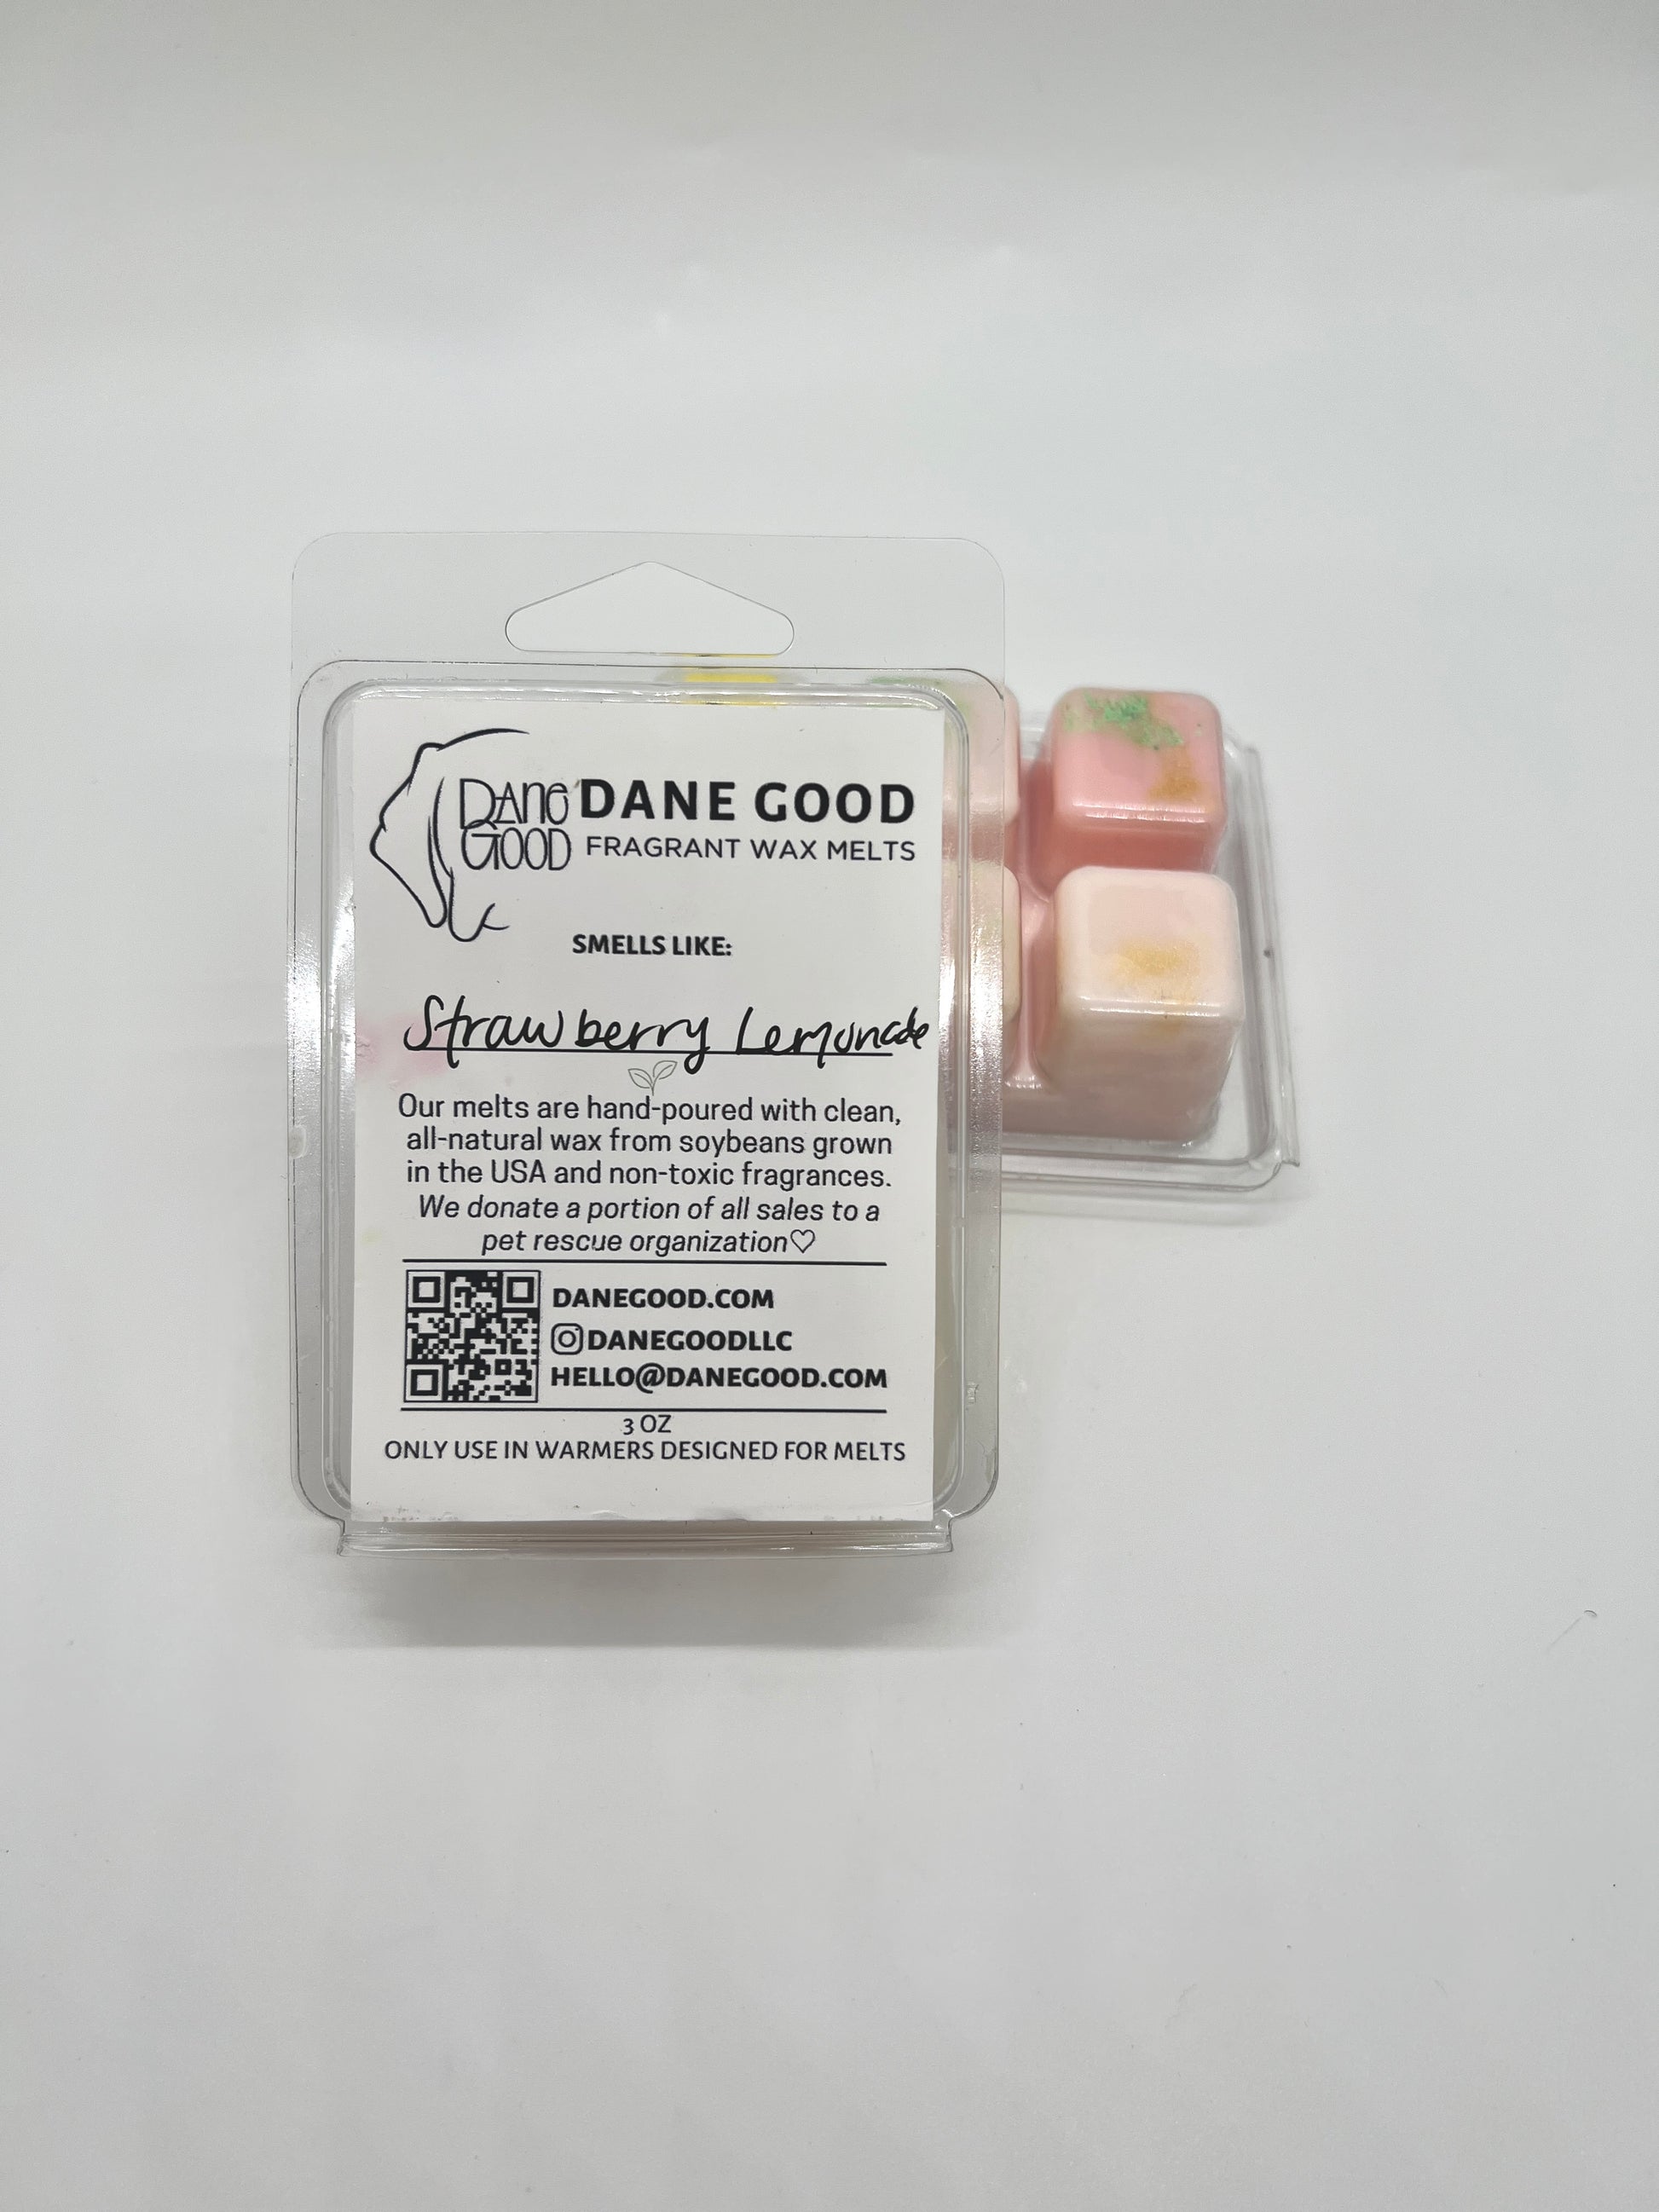 Dane Good
DANE GOOD
FRAGRANT WAX MELTS
SMELLS LIKE:
Strawberry Lemonade
Our melts are hand-poured with clean,
all-natural wax from soybeans grown
in the USA and non-toxic fragrances.
We donate a portion of all sales to a
pet rescue organization♡
DANEGOOD.COM
DANEGOODLLC
HELLO@DANEGOOD.COM
3 OZ
ONLY USE IN WARMERS DESIGNED FOR MELTS